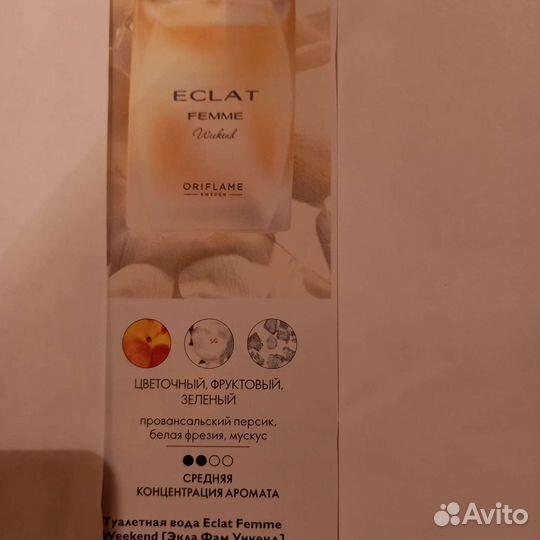 ECLAT
FEMME
Weekend
ORIFLAME
SWEDEN
ЦВЕТОЧНЫЙ, ФРУКТОВЫЙ,
ЗЕЛЕНЫЙ
провансальский персик,
белая фрезия, мускус
СРЕДНЯЯ
КОНЦЕНТРАЦИЯ АРОМАТА
Туалетная вода Eclat Femme
Weekend [Экла Фам Уикенд]
Avito